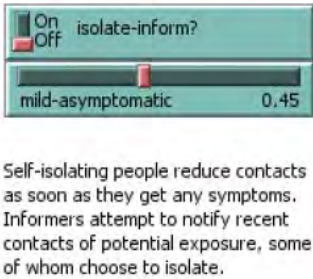 On
Off isolate-inform?
mild-asymptomatic 0.45
Self-isolating people reduce contacts
as soon as they get any symptoms.
Informers attempt to notify recent
contacts of potential exposure, some
of whom choose to isolate.